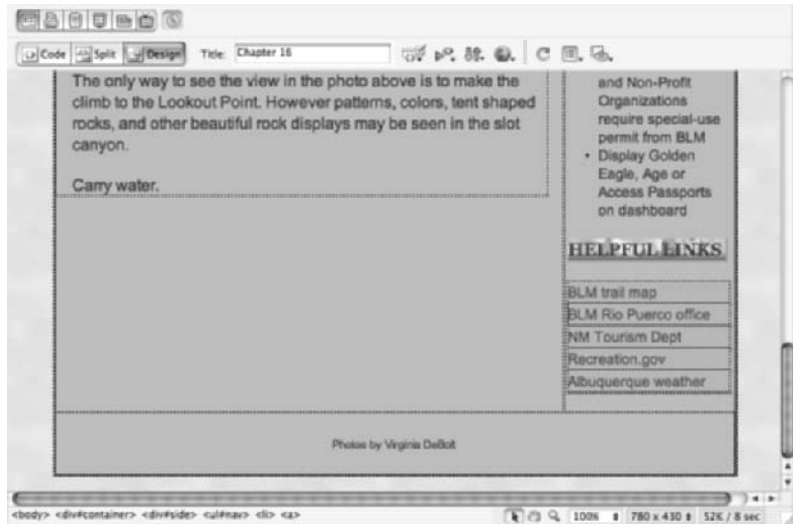 Code Split Design Title: Chapter 16
The only way to see the view in the photo above is to make the
climb to the Lookout Point. However patterns, colors, tent shaped
rocks, and other beautiful rock displays may be seen in the slot
canyon.
Carry water.
and Non-Profit
Organizations
require special-use
permit from BLM
• Display Golden
Eagle, Age or
Access Passports
on dashboard
HELPFUL LINKS
BLM trail map
BLM Rio Puerco office
NM Tourism Dept
Recreation.gov
Albuquerque weather
Photos by Virginia DeBolt
<body> <div#container> <div#side> <ul#nav> <li> <a> 100% 780 x 430 52K / 8 sec